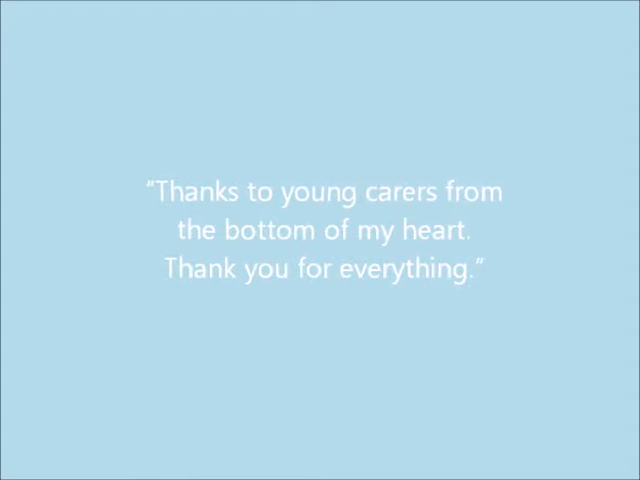 "Thanks to young carers from
the bottom of my heart.
Thank you for everything."